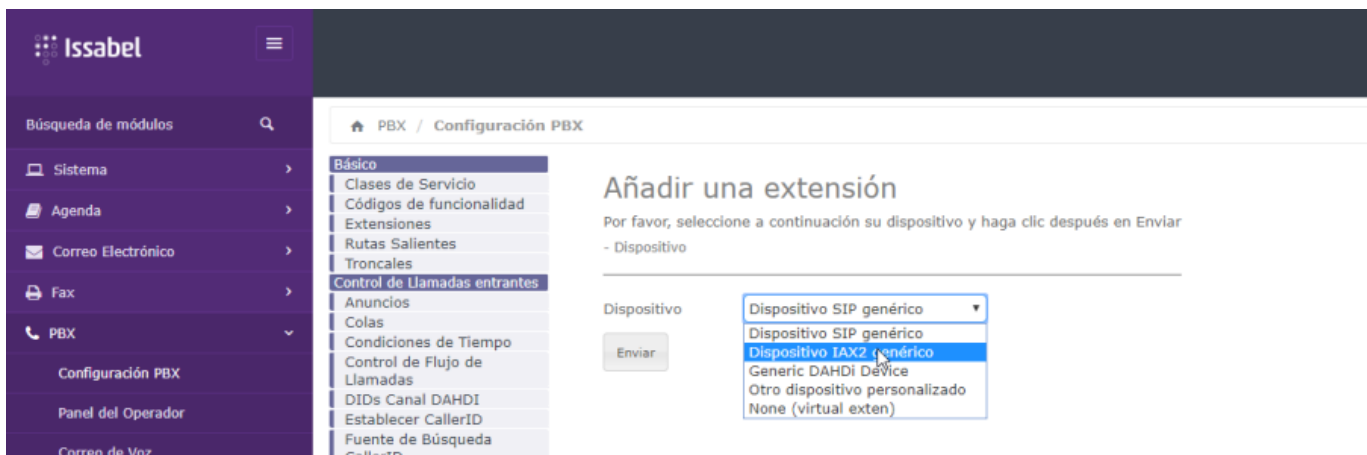 Issabel
Búsqueda de módulos
Sistema
Agenda
Correo Electrónico
Fax
PBX
Configuración PBX
Panel del Operador
Correo de Voz
PBX / Configuración PBX
Básico
Clases de Servicio
Códigos de funcionalidad
Extensiones
Rutas Salientes
Troncales
Control de Llamadas entrantes
Anuncios
Colas
Condiciones de Tiempo
Control de Flujo de
Llamadas
DIDs Canal DAHDI
Establecer CallerID
Fuente de Búsqueda
CallerID
Añadir una extensión
Por favor, seleccione a continuación su dispositivo y haga clic después en Enviar
- Dispositivo
Dispositivo
Dispositivo SIP genérico
Dispositivo SIP genérico
Dispositivo IAX2 genérico
Generic DAHDi Device
Otro dispositivo personalizado
None (virtual exten)
Enviar